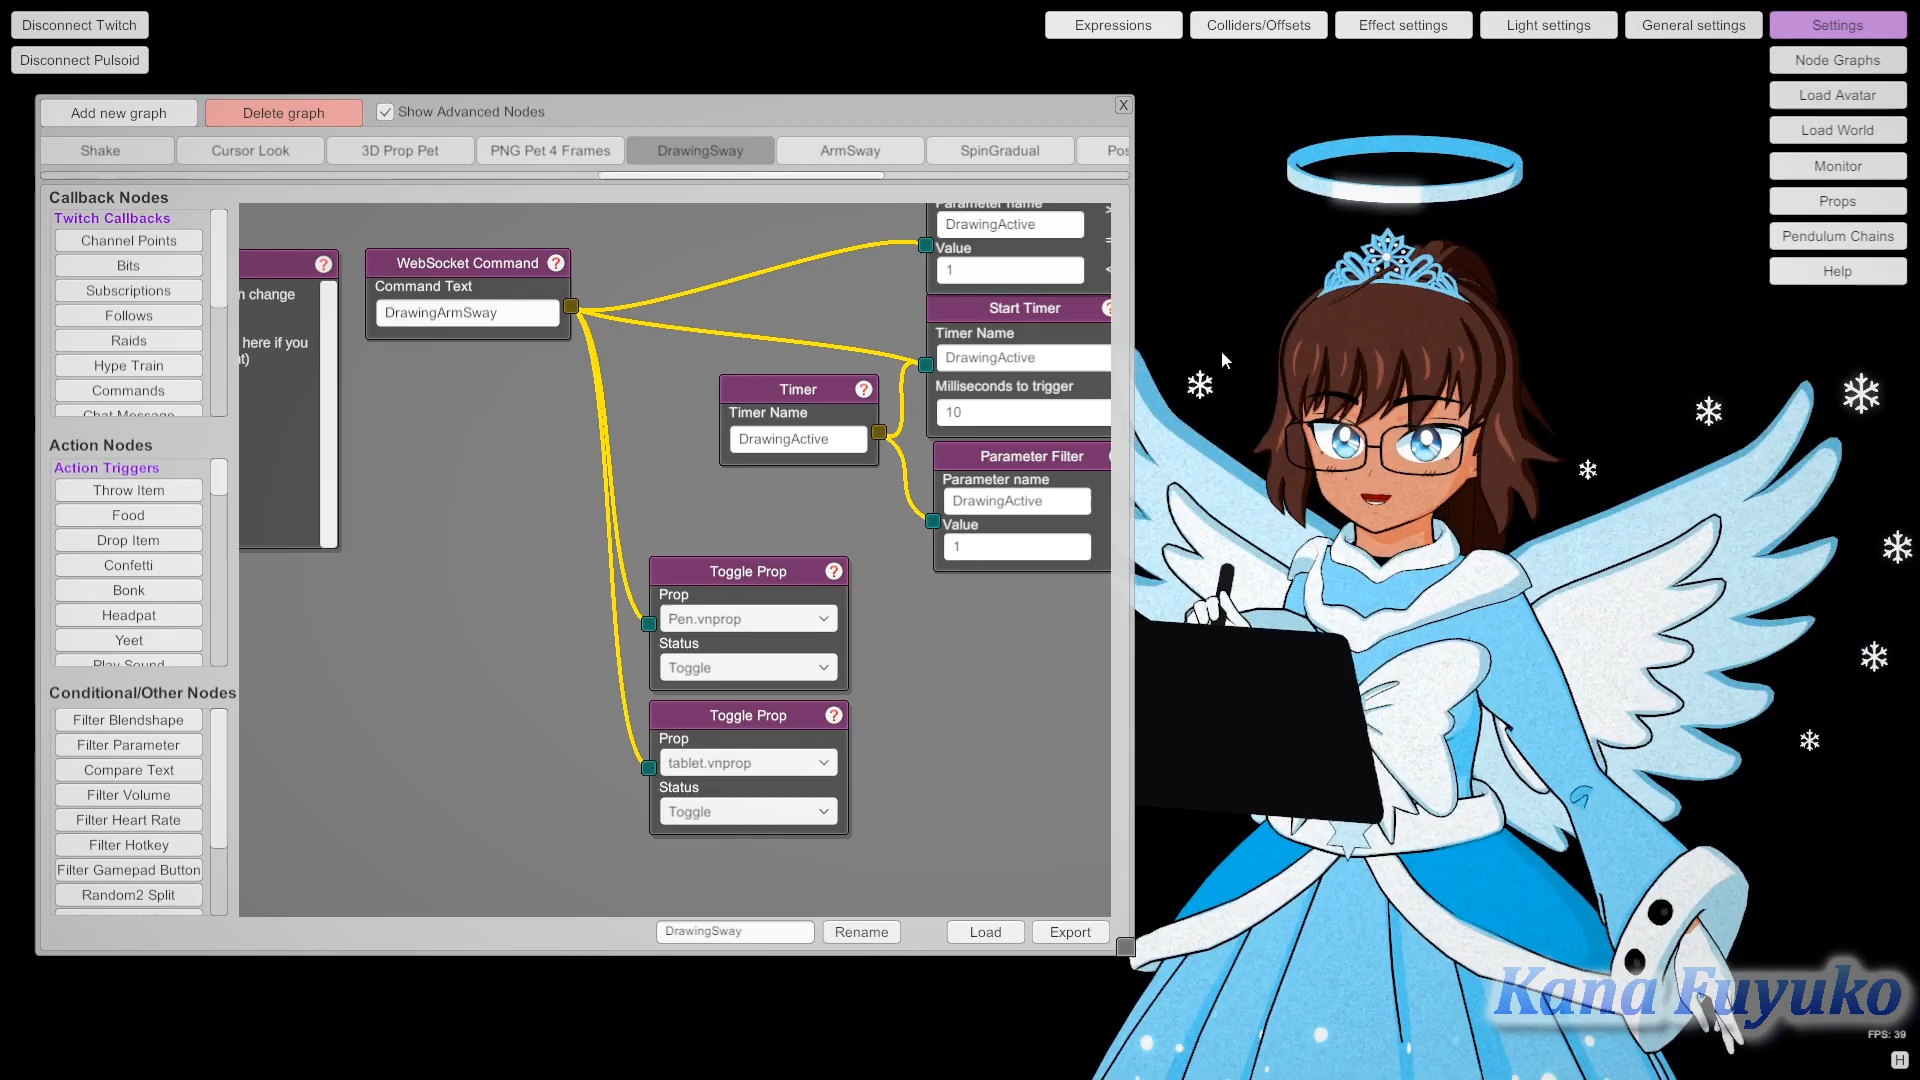 Disconnect Twitch
Disconnect Pulsoid
Expressions
Colliders/Offsets
Effect settings
Light settings
General settings
Settings
Node Graphs
Load Avatar
Load World
Monitor
Props
Pendulum Chains
Help
Add new graph
Delete graph
Show Advanced Nodes
X
Shake
Cursor Look
3D Prop Pet
PNG Pet 4 Frames
DrawingSway
ArmSway
SpinGradual
Pos
Callback Nodes
Twitch Callbacks
Channel Points
Bits
Subscriptions
Follows
Raids
Hype Train
Commands
Chat Message
Action Nodes
Action Triggers
Throw Item
Food
Drop Item
Confetti
Bonk
Headpat
Yeet
Play Sound
Conditional/Other Nodes
Filter Blendshape
Filter Parameter
Compare Text
Filter Volume
Filter Heart Rate
Filter Hotkey
Filter Gamepad Button
Random2 Split
?
n change
here if you
t)
WebSocket Command ?
Command Text
DrawingArmSway
Parameter name
DrawingActive
>
=
<
Value
1
Start Timer ?
Timer Name
DrawingActive
Milliseconds to trigger
10
Timer ?
Timer Name
DrawingActive
Parameter Filter
Parameter name
DrawingActive
Value
1
Toggle Prop ?
Prop
Pen.vnprop
Status
Toggle
Toggle Prop ?
Prop
tablet.vnprop
Status
Toggle
DrawingSway
Rename
Load
Export
Kana Fuyuko
FPS: 39
H